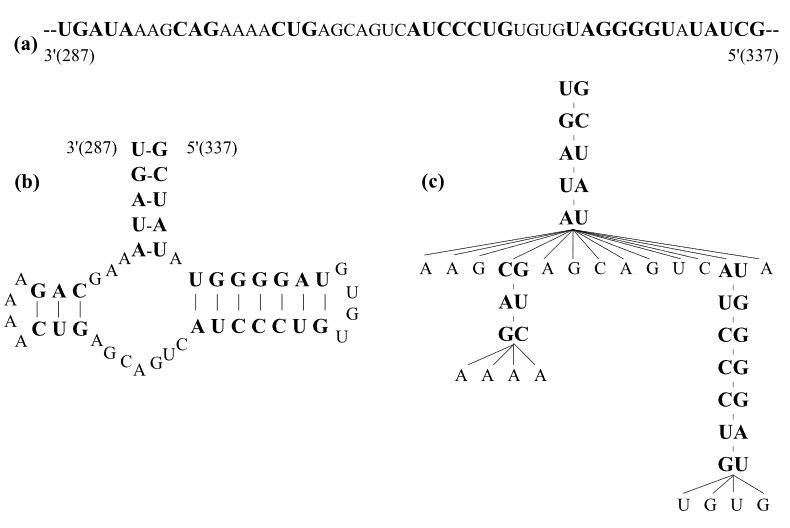 (a) --UGAUAAAGCAGAAAACUGAGCAGUCAUCCCUGUGUGUAGGGGUAUAUCG--
3'(287) 5'(337)
(b)
3'(287) U-G 5'(337)
G-C
A-U
U-A
A-U
G A A A
A
A A A A
G A C
C U G
A G C A G U C
U G G G G A U
A U C C C U G
G U G U
(c)
UG
GC
AU
UA
AU
A A G CG A G C A G U C AU A
AU UG
GC CG
A A A A
CG
CG
UA
GU
U G U G